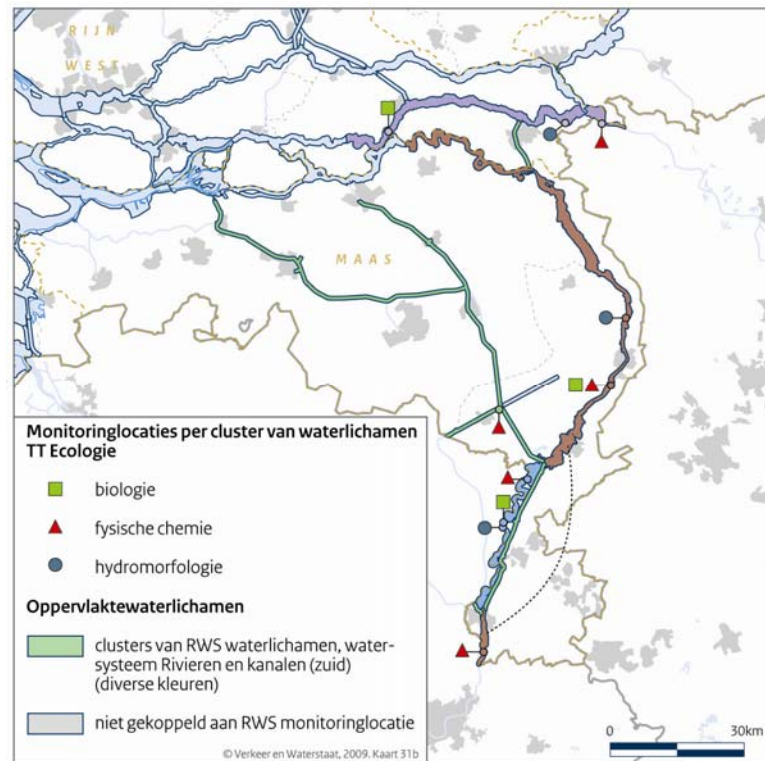 RIJN
WEST
MAAS
Monitoringlocaties per cluster van waterlichamen
TT Ecologie
biologie
fysische chemie
hydromorfologie
Oppervlaktewaterlichamen
clusters van RWS waterlichamen, water-
systeem Rivieren en kanalen (zuid)
(diverse kleuren)
niet gekoppeld aan RWS monitoringlocatie
© Verkeer en Waterstaat, 2009. Kaart 31b
0 30km